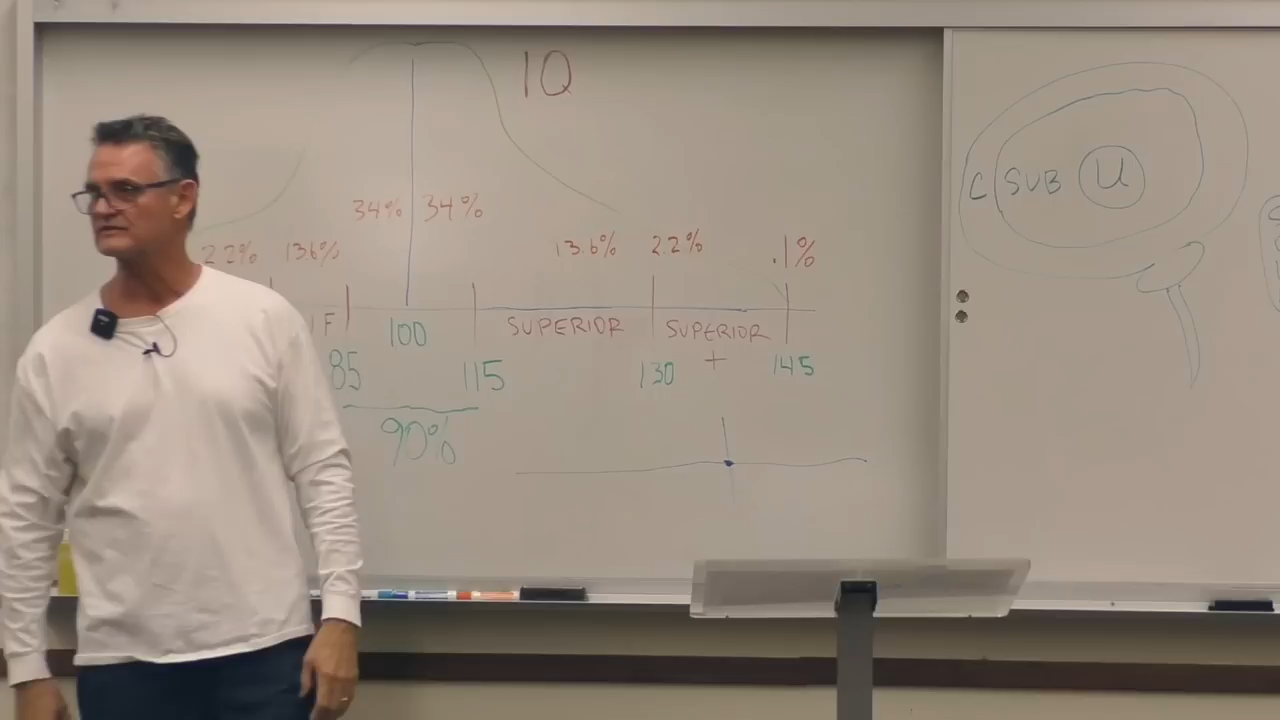 IQ
34% 34%
2.2% 13.6% 13.6% 2.2% .1%
F 100 SUPERIOR SUPERIOR
+
85 115 130 145
90%
C SUB U